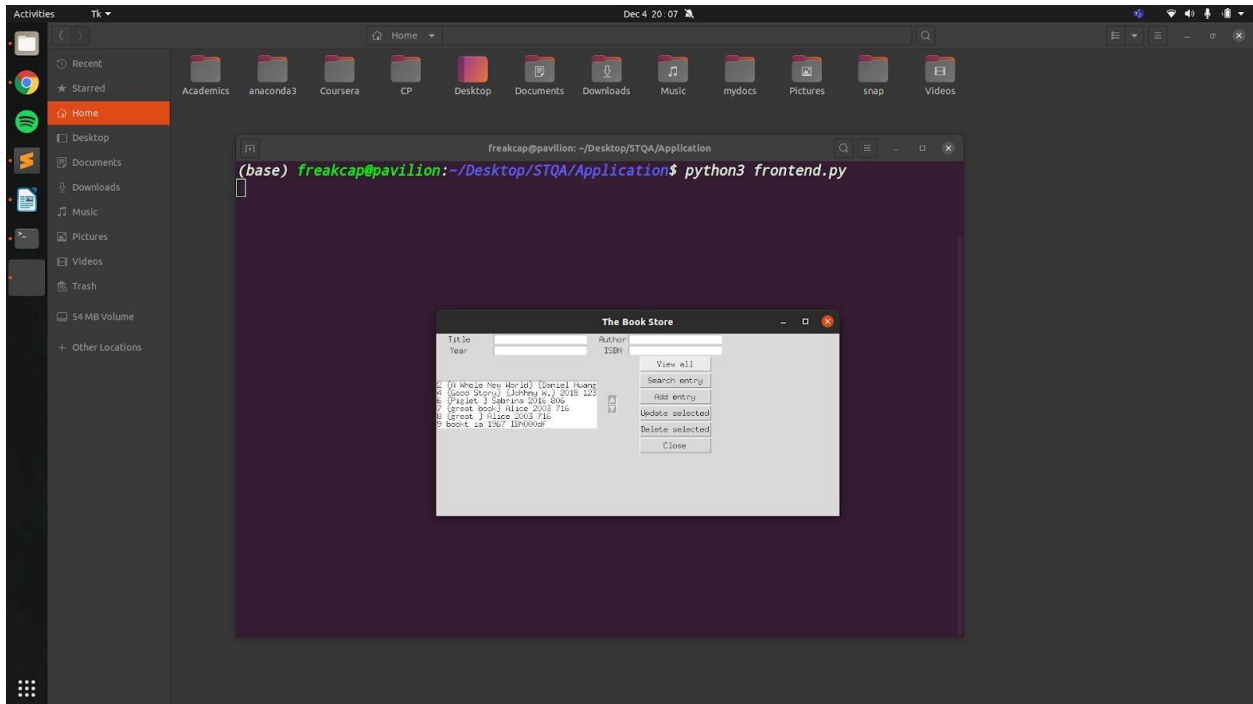 Activities Tk Dec 4 20:07
Home
Recent
Starred
Home
Desktop
Documents
Downloads
Music
Pictures
Videos
Trash
54 MB Volume
+ Other Locations
Academics anaconda3 Coursera CP Desktop Documents Downloads Music mydocs Pictures snap Videos
freakcap@pavilion: ~/Desktop/STQA/Application
(base) freakcap@pavilion:~/Desktop/STQA/Application$ python3 frontend.py
The Book Store
Title Author
Year ISBN
2 {A Whole New World} {Daniel Huang
4 {Good Story} {Johhny W.} 2015 123
6 {Piglet } Sabrina 2016 806
7 {great book} Alice 2003 716
8 {great } Alice 2003 716
9 bookt ia 1967 IBN000df
View all
Search entry
Add entry
Update selected
Delete selected
Close